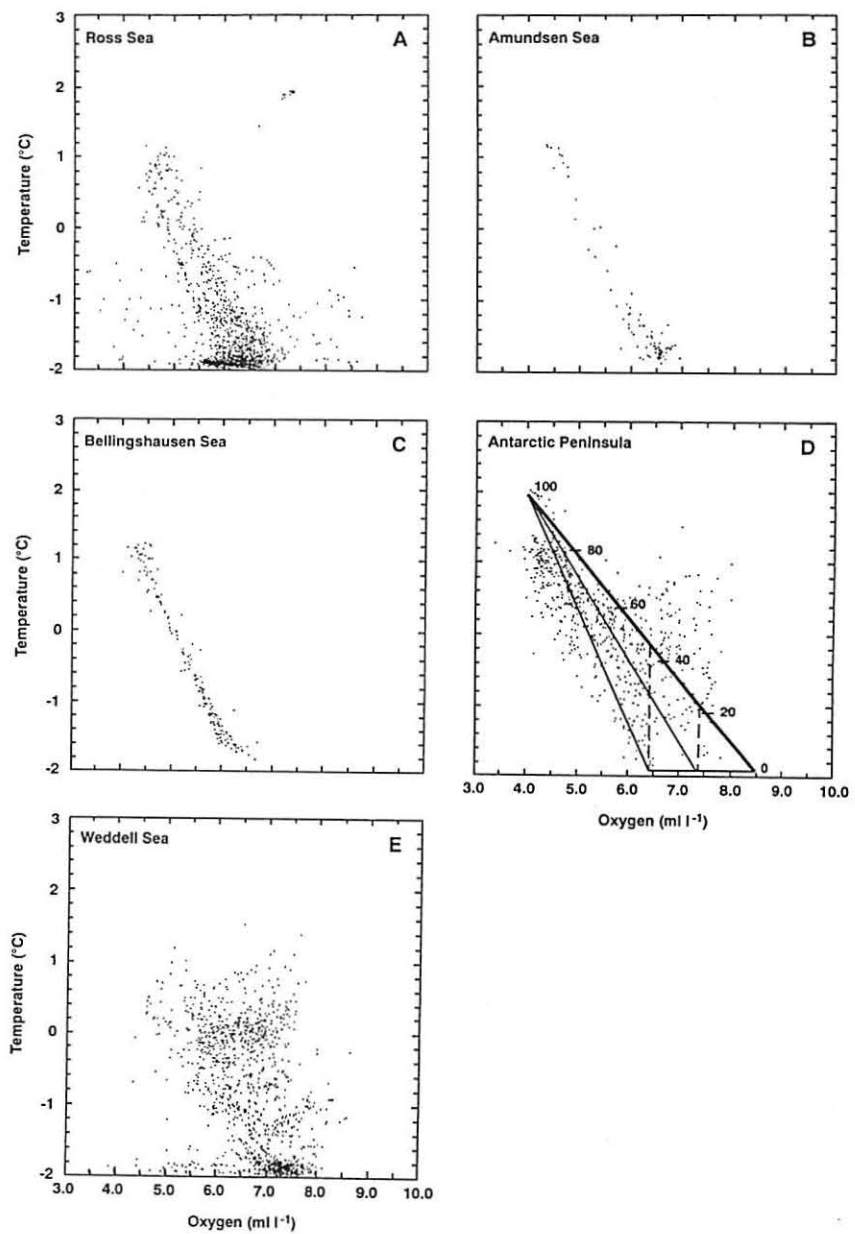 Ross Sea
A
3
2
1
0
-1
-2
Temperature (°C)
Amundsen Sea
B
Bellingshausen Sea
C
3
2
1
0
-1
-2
Temperature (°C)
Antarctic Peninsula
D
100
80
60
40
20
0
3.0 4.0 5.0 6.0 7.0 8.0 9.0 10.0
Oxygen (ml l⁻¹)
Weddell Sea
E
3
2
1
0
-1
-2
Temperature (°C)
3.0 4.0 5.0 6.0 7.0 8.0 9.0 10.0
Oxygen (ml l⁻¹)